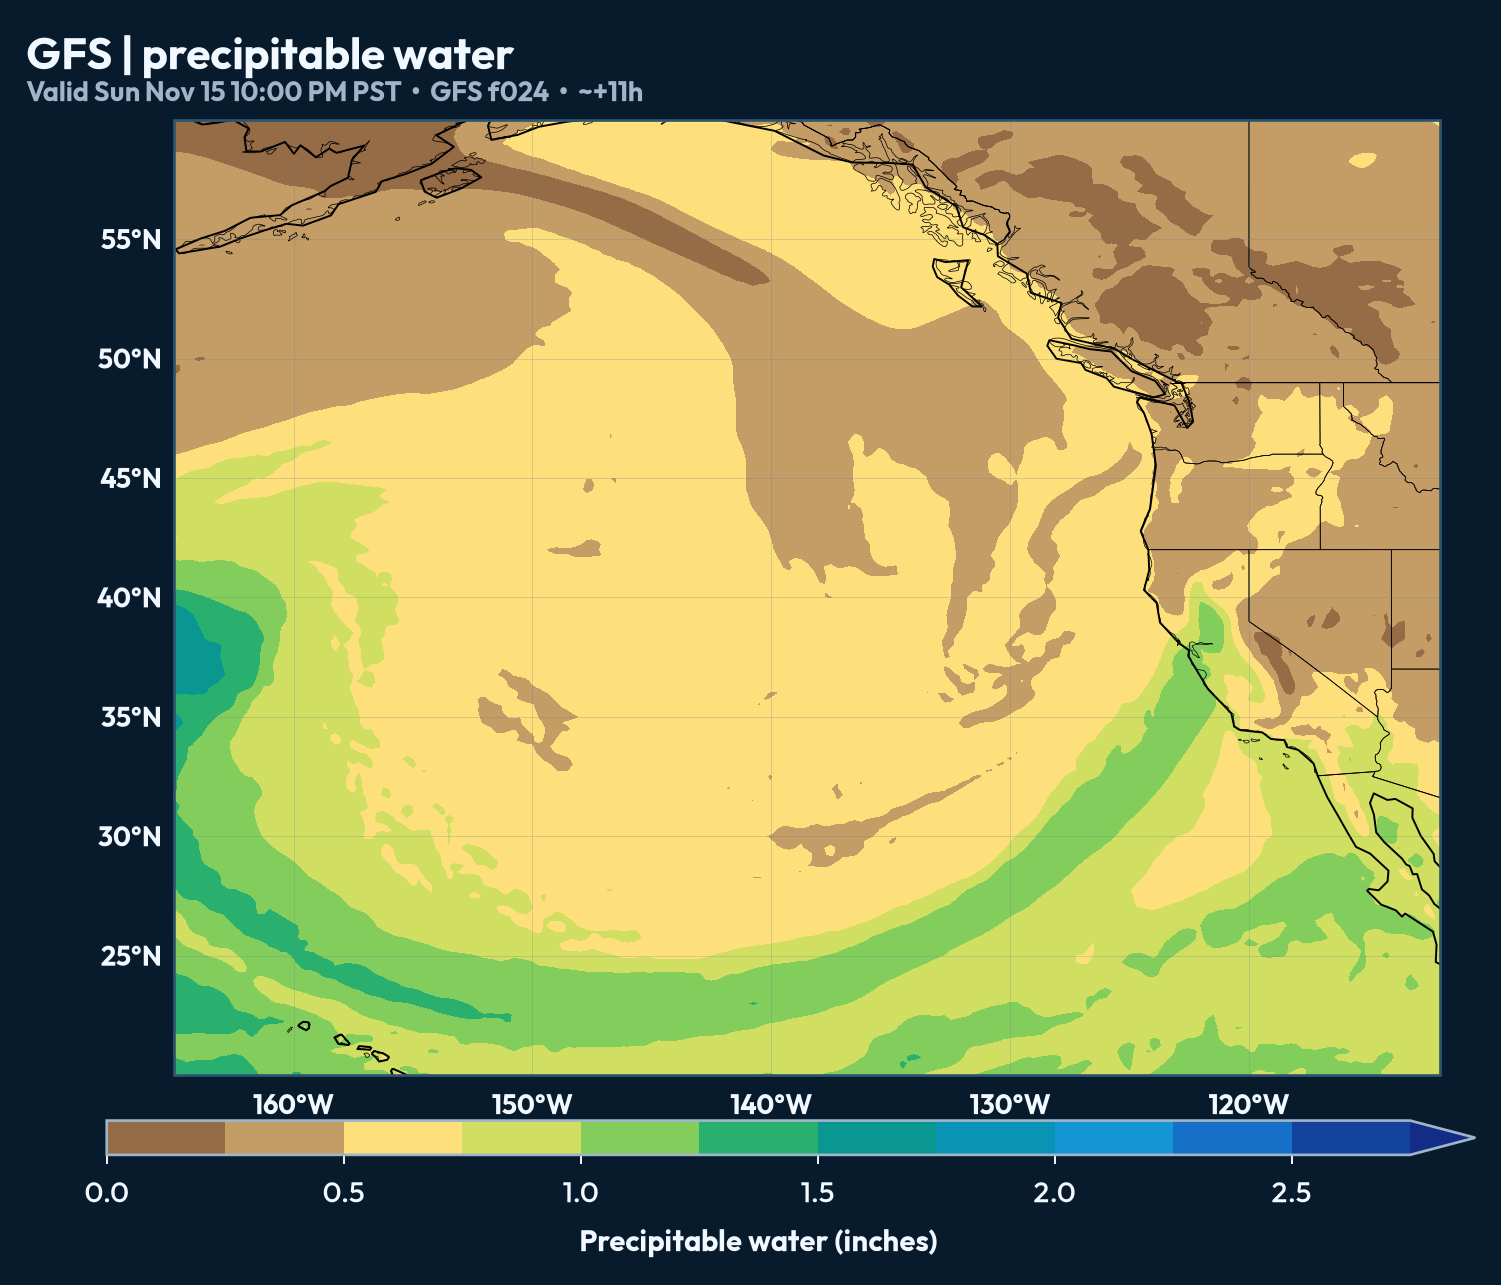 GFS | precipitable water
Valid Sun Nov 15 10:00 PM PST • GFS f024 • ~+11h
55°N
50°N
45°N
40°N
35°N
30°N
25°N
160°W 150°W 140°W 130°W 120°W
0.0 0.5 1.0 1.5 2.0 2.5
Precipitable water (inches)